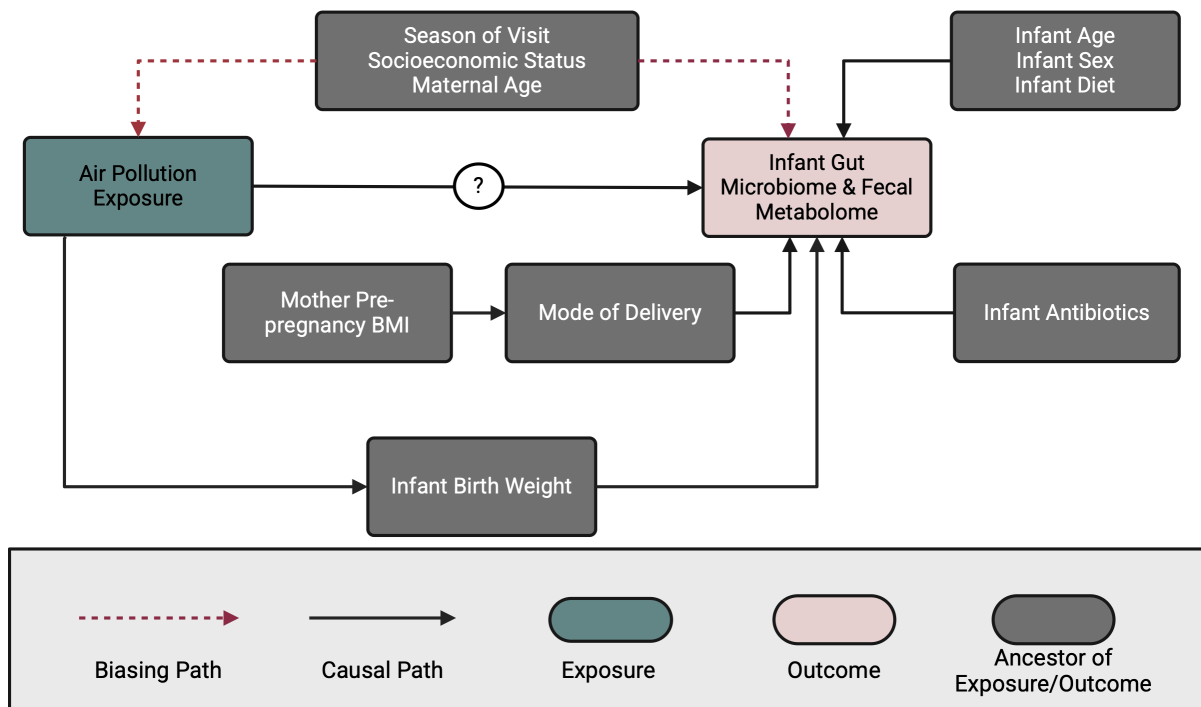 Season of Visit
Socioeconomic Status
Maternal Age
Infant Age
Infant Sex
Infant Diet
Air Pollution
Exposure
?
Infant Gut
Microbiome & Fecal
Metabolome
Mother Pre-
pregnancy BMI
Mode of Delivery
Infant Antibiotics
Infant Birth Weight
Biasing Path
Causal Path
Exposure
Outcome
Ancestor of
Exposure/Outcome